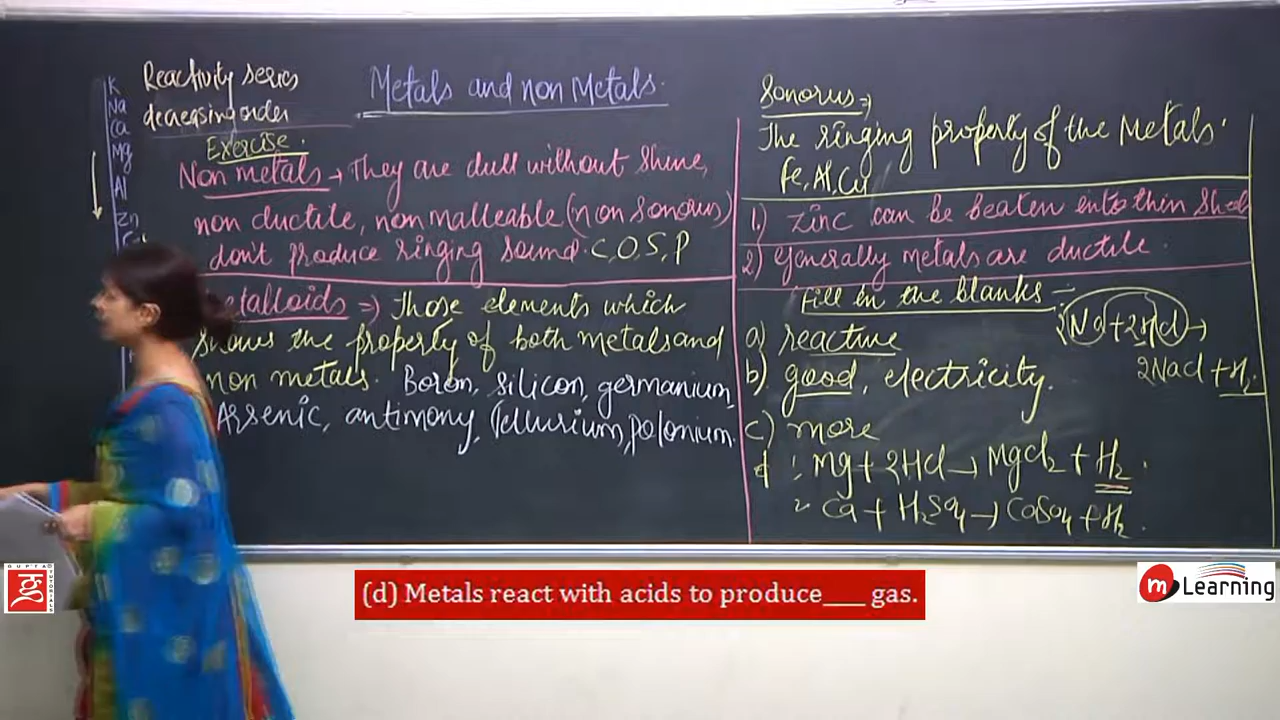 K
Na
Ca
Mg
Al
Zn
Reactivity series
decreasing order
Metals and non Metals.
Exercise.
Non metals → They are dull without shine,
non ductile, non malleable (non sonorus)
don't produce ringing sound. C, O, S, P
etalloids => Those elements which
shows the property of both metals and
non metals. Boron, silicon, germanium,
Arsenic, antimony, Tellurium, polonium.
Sonorus =>
The ringing property of the Metals.
Fe, Al, Cu
1.) Zinc can be beaten into thin Sheet
2) Generally metals are ductile.
Fill in the blanks :-
a) reactive
2Na + 2Hcl →
2Nacl + H2
b) good, electricity.
c) more
d 1. Mg + 2Hcl → Mgcl2 + H2.
2. Ca + H2SO4 → CaSO4 + H2.
(d) Metals react with acids to produce___ gas.
GUPTA
TUTORIALS
m Learning